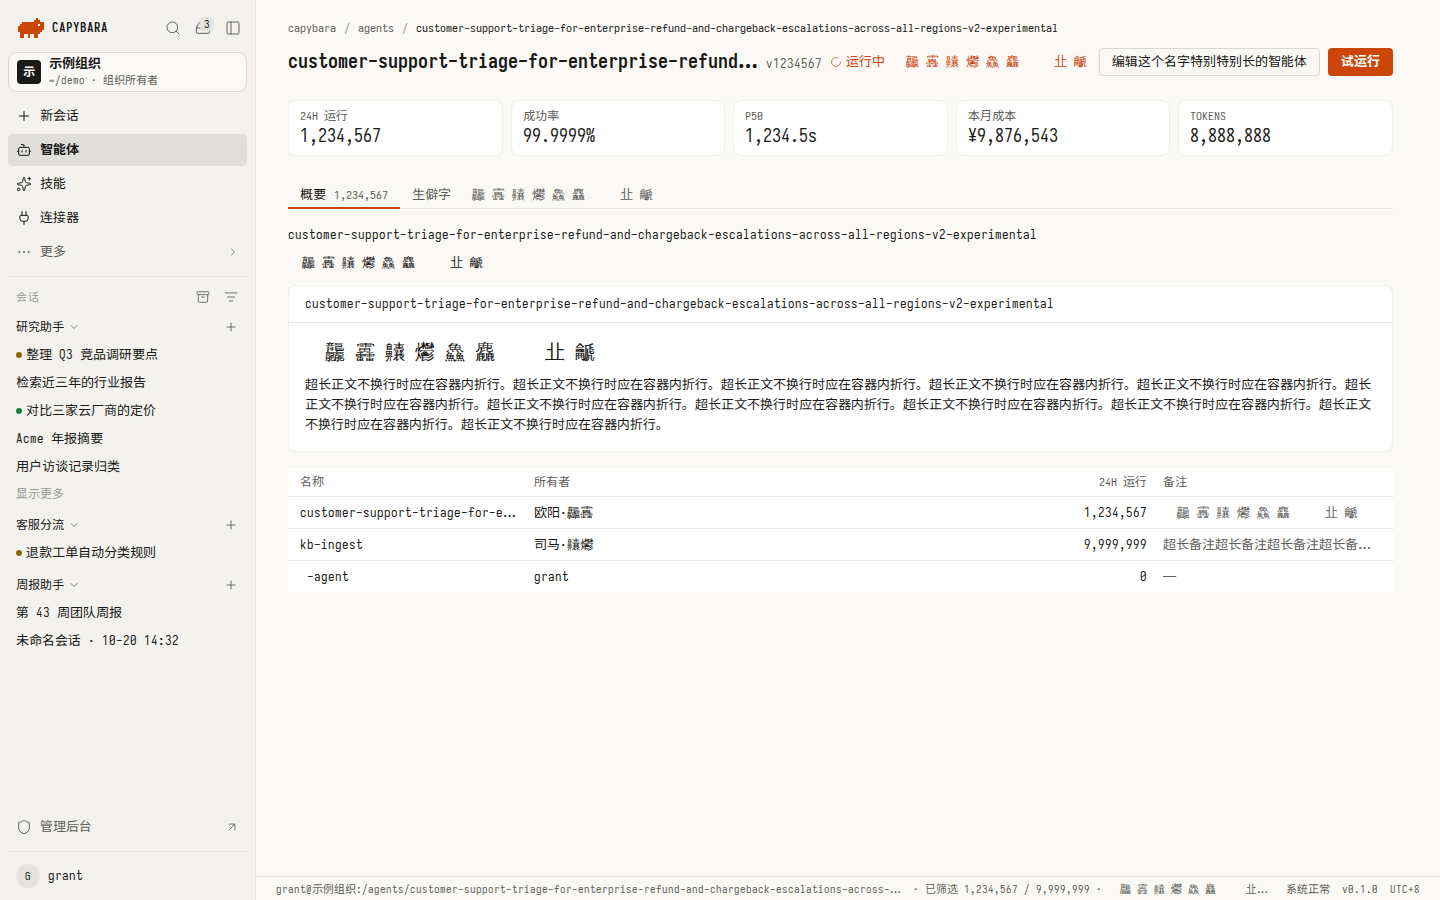 CAPYBARA
3
示
示例组织
~/demo · 组织所有者
新会话
智能体
技能
连接器
更多
会话
研究助手
整理 Q3 竞品调研要点
检索近三年的行业报告
对比三家云厂商的定价
Acme 年报摘要
用户访谈记录归类
显示更多
客服分流
退款工单自动分类规则
周报助手
第 43 周团队周报
未命名会话 · 10-20 14:32
管理后台
G grant
capybara / agents / customer-support-triage-for-enterprise-refund-and-chargeback-escalations-across-all-regions-v2-experimental
customer-support-triage-for-enterprise-refund… v1234567 运行中
编辑这个名字特别特别长的智能体
试运行
24H 运行
1,234,567
成功率
99.9999%
P50
1,234.5s
本月成本
¥9,876,543
TOKENS
8,888,888
概要 1,234,567 生僻字
customer-support-triage-for-enterprise-refund-and-chargeback-escalations-across-all-regions-v2-experimental
customer-support-triage-for-enterprise-refund-and-chargeback-escalations-across-all-regions-v2-experimental
超长正文不换行时应在容器内折行。超长正文不换行时应在容器内折行。超长正文不换行时应在容器内折行。超长正文不换行时应在容器内折行。超长正文不换行时应在容器内折行。超长
正文不换行时应在容器内折行。超长正文不换行时应在容器内折行。超长正文不换行时应在容器内折行。超长正文不换行时应在容器内折行。超长正文不换行时应在容器内折行。超长正文
不换行时应在容器内折行。超长正文不换行时应在容器内折行。
名称 所有者 24H 运行 备注
customer-support-triage-for-e… 欧阳· 1,234,567
kb-ingest 司马· 9,999,999 超长备注超长备注超长备注超长备…
-agent grant 0 —
grant@示例组织:/agents/customer-support-triage-for-enterprise-refund-and-chargeback-escalations-across-… · 已筛选 1,234,567 / 9,999,999 · 系统正常 v0.1.0 UTC+8